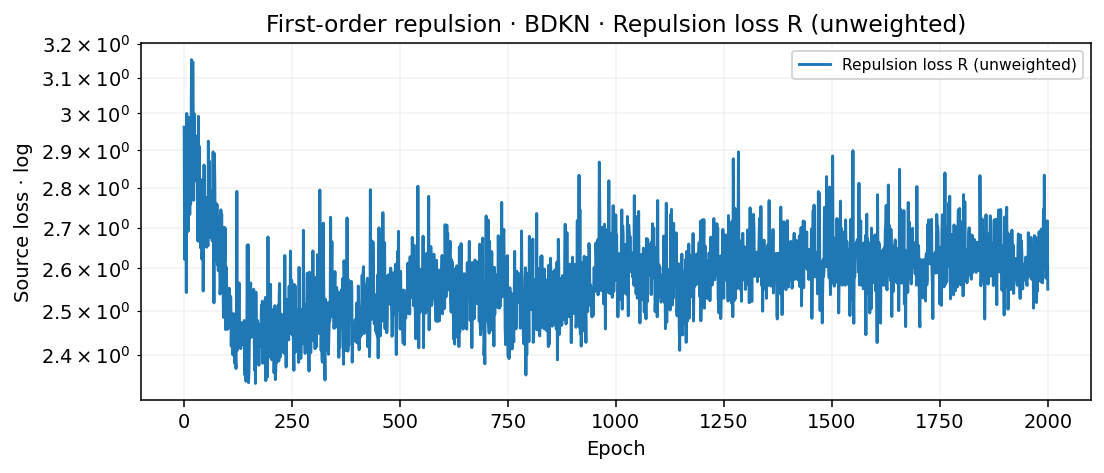 First-order repulsion · BDKN · Repulsion loss R (unweighted)
Source loss · log
3.2 × 10⁰
3.1 × 10⁰
3 × 10⁰
2.9 × 10⁰
2.8 × 10⁰
2.7 × 10⁰
2.6 × 10⁰
2.5 × 10⁰
2.4 × 10⁰
Repulsion loss R (unweighted)
0 250 500 750 1000 1250 1500 1750 2000
Epoch